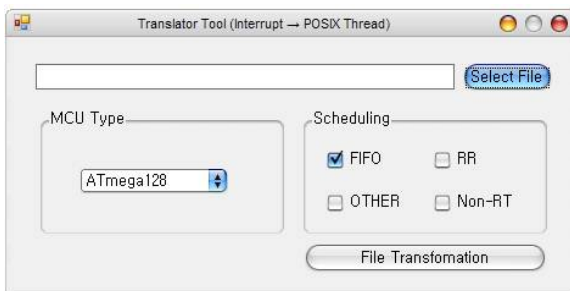 Translator Tool (Interrupt → POSIX Thread)
Select File
MCU Type
Scheduling
ATmega128
FIFO
RR
OTHER
Non-RT
File Transfomation